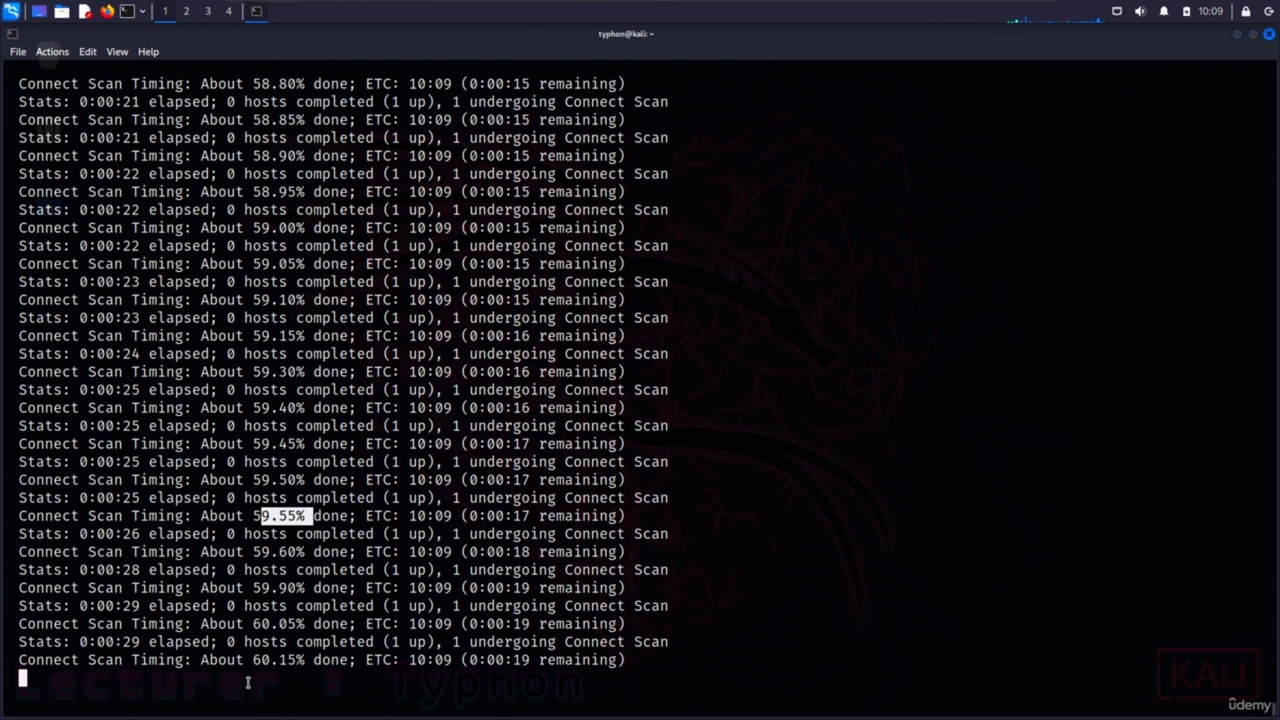 1 2 3 4
10:09
typhon@kali: ~
File Actions Edit View Help
Connect Scan Timing: About 58.80% done; ETC: 10:09 (0:00:15 remaining)
Stats: 0:00:21 elapsed; 0 hosts completed (1 up), 1 undergoing Connect Scan
Connect Scan Timing: About 58.85% done; ETC: 10:09 (0:00:15 remaining)
Stats: 0:00:21 elapsed; 0 hosts completed (1 up), 1 undergoing Connect Scan
Connect Scan Timing: About 58.90% done; ETC: 10:09 (0:00:15 remaining)
Stats: 0:00:22 elapsed; 0 hosts completed (1 up), 1 undergoing Connect Scan
Connect Scan Timing: About 58.95% done; ETC: 10:09 (0:00:15 remaining)
Stats: 0:00:22 elapsed; 0 hosts completed (1 up), 1 undergoing Connect Scan
Connect Scan Timing: About 59.00% done; ETC: 10:09 (0:00:15 remaining)
Stats: 0:00:22 elapsed; 0 hosts completed (1 up), 1 undergoing Connect Scan
Connect Scan Timing: About 59.05% done; ETC: 10:09 (0:00:15 remaining)
Stats: 0:00:23 elapsed; 0 hosts completed (1 up), 1 undergoing Connect Scan
Connect Scan Timing: About 59.10% done; ETC: 10:09 (0:00:15 remaining)
Stats: 0:00:23 elapsed; 0 hosts completed (1 up), 1 undergoing Connect Scan
Connect Scan Timing: About 59.15% done; ETC: 10:09 (0:00:16 remaining)
Stats: 0:00:24 elapsed; 0 hosts completed (1 up), 1 undergoing Connect Scan
Connect Scan Timing: About 59.30% done; ETC: 10:09 (0:00:16 remaining)
Stats: 0:00:25 elapsed; 0 hosts completed (1 up), 1 undergoing Connect Scan
Connect Scan Timing: About 59.40% done; ETC: 10:09 (0:00:16 remaining)
Stats: 0:00:25 elapsed; 0 hosts completed (1 up), 1 undergoing Connect Scan
Connect Scan Timing: About 59.45% done; ETC: 10:09 (0:00:17 remaining)
Stats: 0:00:25 elapsed; 0 hosts completed (1 up), 1 undergoing Connect Scan
Connect Scan Timing: About 59.50% done; ETC: 10:09 (0:00:17 remaining)
Stats: 0:00:25 elapsed; 0 hosts completed (1 up), 1 undergoing Connect Scan
Connect Scan Timing: About 59.55% done; ETC: 10:09 (0:00:17 remaining)
Stats: 0:00:26 elapsed; 0 hosts completed (1 up), 1 undergoing Connect Scan
Connect Scan Timing: About 59.60% done; ETC: 10:09 (0:00:18 remaining)
Stats: 0:00:28 elapsed; 0 hosts completed (1 up), 1 undergoing Connect Scan
Connect Scan Timing: About 59.90% done; ETC: 10:09 (0:00:19 remaining)
Stats: 0:00:29 elapsed; 0 hosts completed (1 up), 1 undergoing Connect Scan
Connect Scan Timing: About 60.05% done; ETC: 10:09 (0:00:19 remaining)
Stats: 0:00:29 elapsed; 0 hosts completed (1 up), 1 undergoing Connect Scan
Connect Scan Timing: About 60.15% done; ETC: 10:09 (0:00:19 remaining)
Lecturer : Typhon
KALI
ûdemy